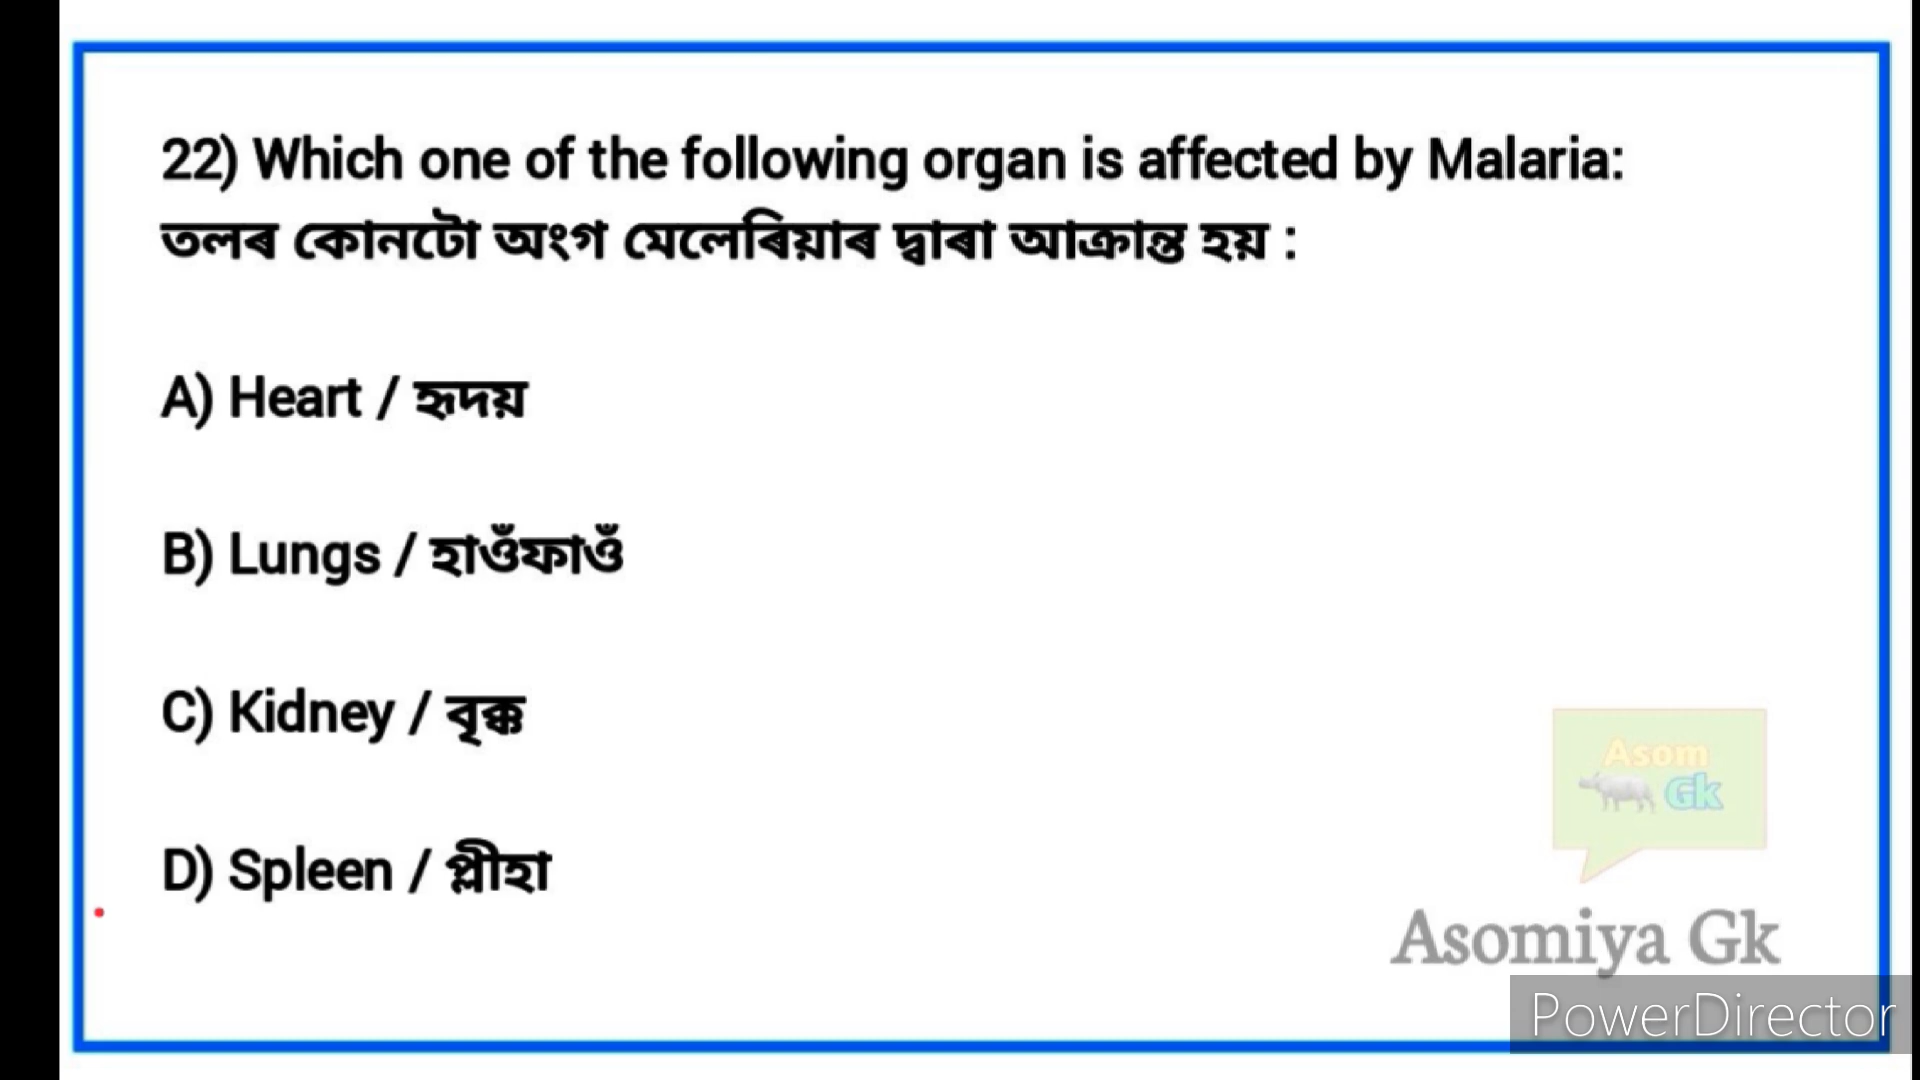 22) Which one of the following organ is affected by Malaria:
তলৰ কোনটো অংগ মেলেৰিয়াৰ দ্বাৰা আক্ৰান্ত হয় :
A) Heart / হৃদয়
B) Lungs / হাওঁফাওঁ
C) Kidney / বৃক্ক
D) Spleen / প্লীহা
Asom
Gk
Asomiya Gk
PowerDirector